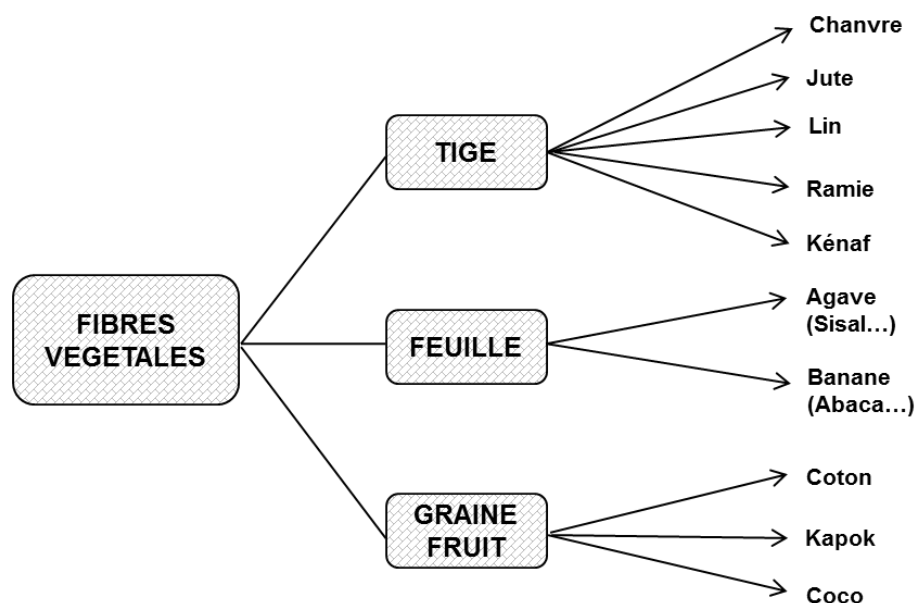 FIBRES
VEGETALES
TIGE
Chanvre
Jute
Lin
Ramie
Kénaf
FEUILLE
Agave
(Sisal…)
Banane
(Abaca…)
GRAINE
FRUIT
Coton
Kapok
Coco